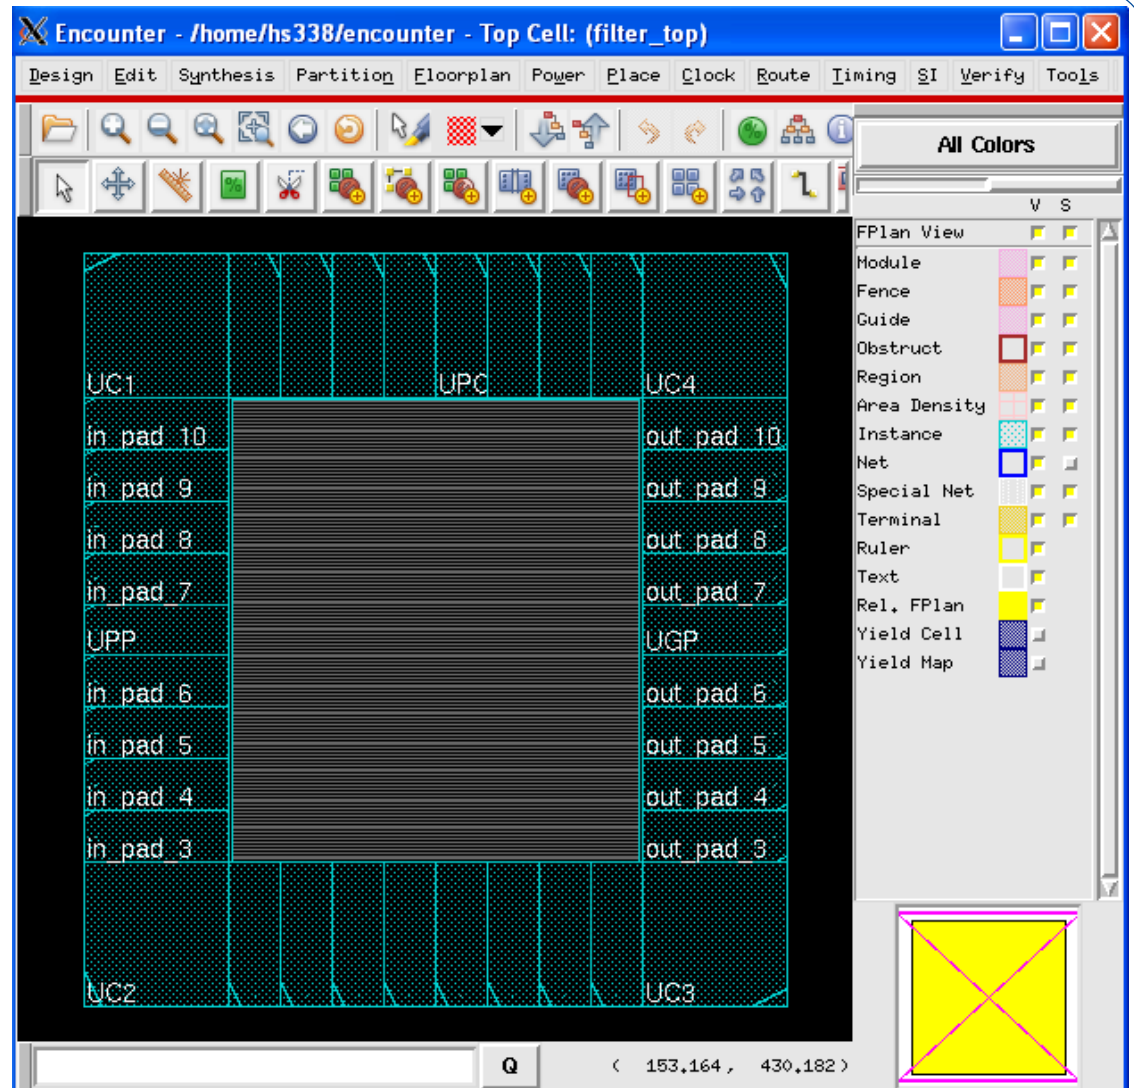 Encounter - /home/hs338/encounter - Top Cell: (filter_top)
Design Edit Synthesis Partition Floorplan Power Place Clock Route Timing SI Verify Tools
All Colors
V S
FPlan View
Module
Fence
Guide
Obstruct
Region
Area Density
Instance
Net
Special Net
Terminal
Ruler
Text
Rel. FPlan
Yield Cell
Yield Map
UC1 UPC UC4
in_pad_10 out_pad_10
in_pad_9 out_pad_9
in_pad_8 out_pad_8
in_pad_7 out_pad_7
UPP UGP
in_pad_6 out_pad_6
in_pad_5 out_pad_5
in_pad_4 out_pad_4
in_pad_3 out_pad_3
UC2 UC3
Q ( 153.164, 430.182)